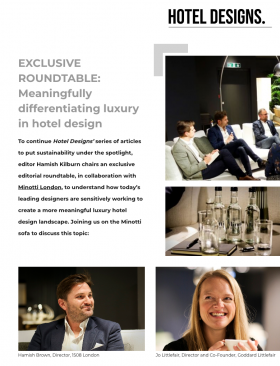 HOTEL DESIGNS.
EXCLUSIVE
ROUNDTABLE:
Meaningfully
differentiating luxury
in hotel design
To continue Hotel Designs' series of articles
to put sustainability under the spotlight,
editor Hamish Kilburn chairs an exclusive
editorial roundtable, in collaboration with
Minotti London, to understand how today's
leading designers are sensitively working to
create a more meaningful luxury hotel
design landscape. Joining us on the Minotti
sofa to discuss this topic:
Hamish Brown, Director, 1508 London
Jo Littlefair, Director and Co-Founder, Goddard Littlefair